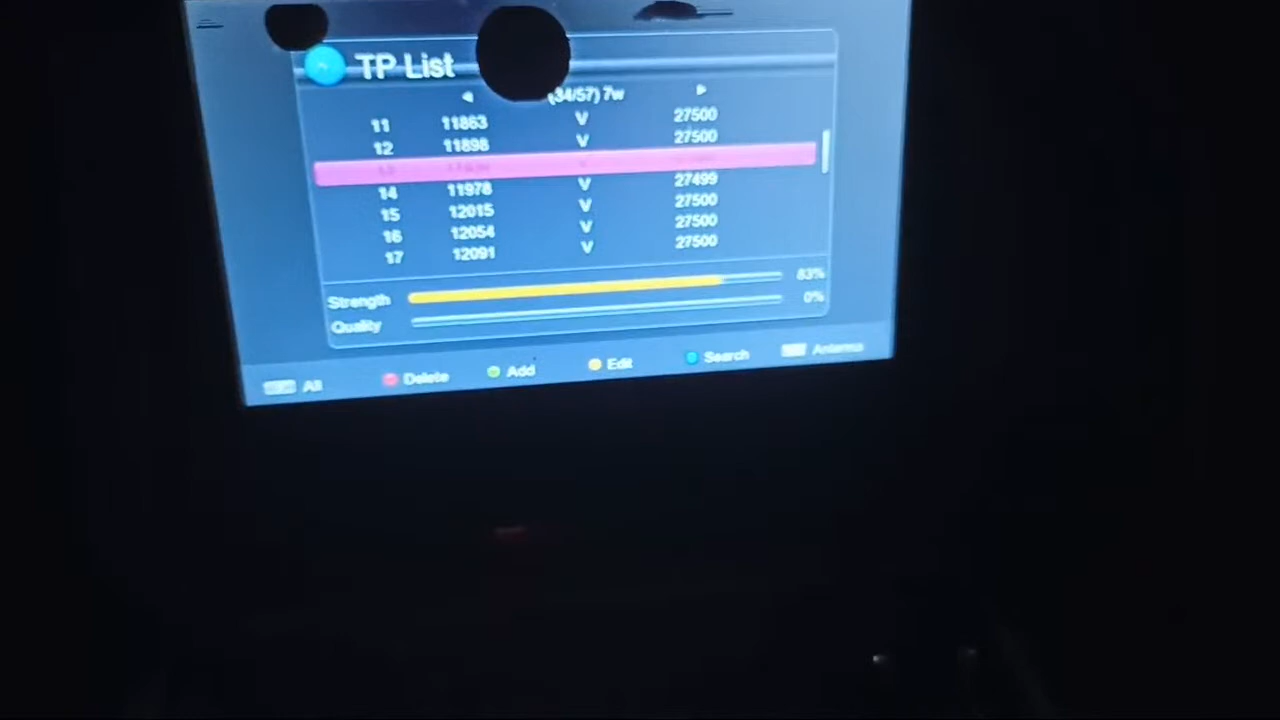 TP List
(34/57) 7w
11 11863 V 27500
12 11898 V 27500
13 V
14 11978 V 27499
15 12015 V 27500
16 12054 V 27500
17 12091 V 27500
Strength 83%
Quality 0%
All Delete Add Edit Search Antenna